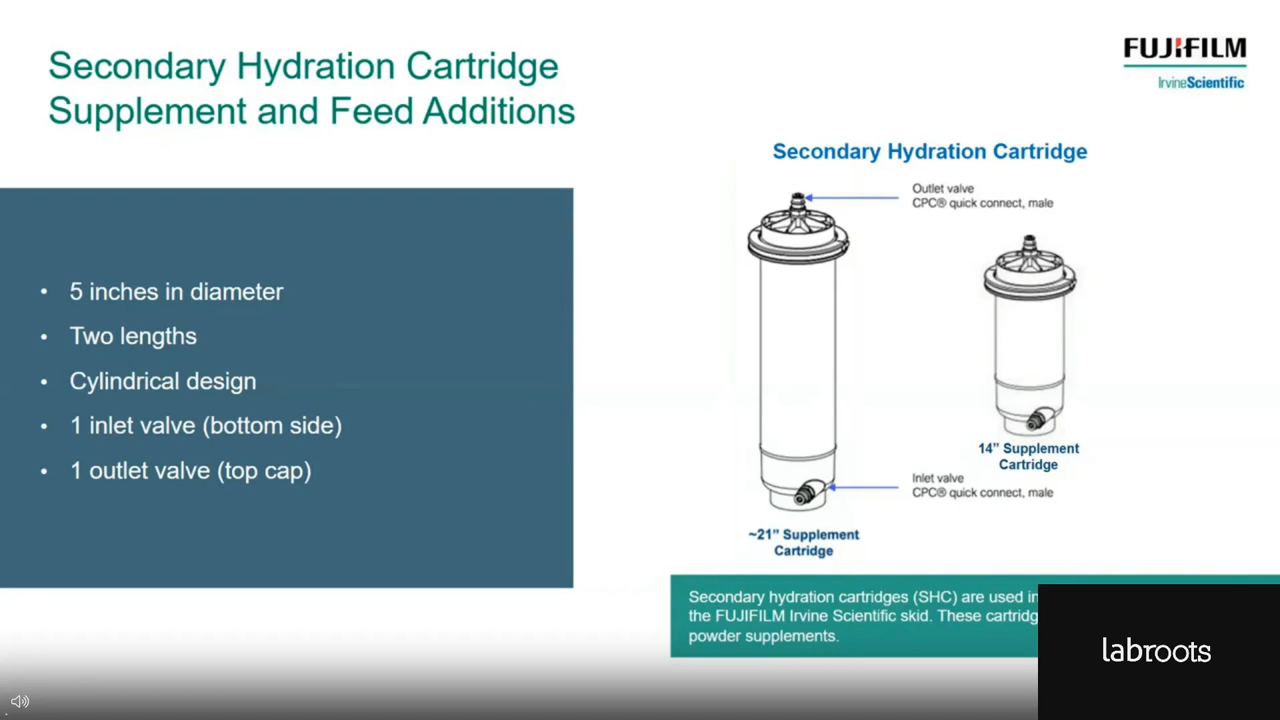 Secondary Hydration Cartridge
Supplement and Feed Additions
FUJIFILM
IrvineScientific
• 5 inches in diameter
• Two lengths
• Cylindrical design
• 1 inlet valve (bottom side)
• 1 outlet valve (top cap)
Secondary Hydration Cartridge
Outlet valve
CPC® quick connect, male
14” Supplement
Cartridge
Inlet valve
CPC® quick connect, male
~21” Supplement
Cartridge
Secondary hydration cartridges (SHC) are used in
the FUJIFILM Irvine Scientific skid. These
powder supplements.
labroots